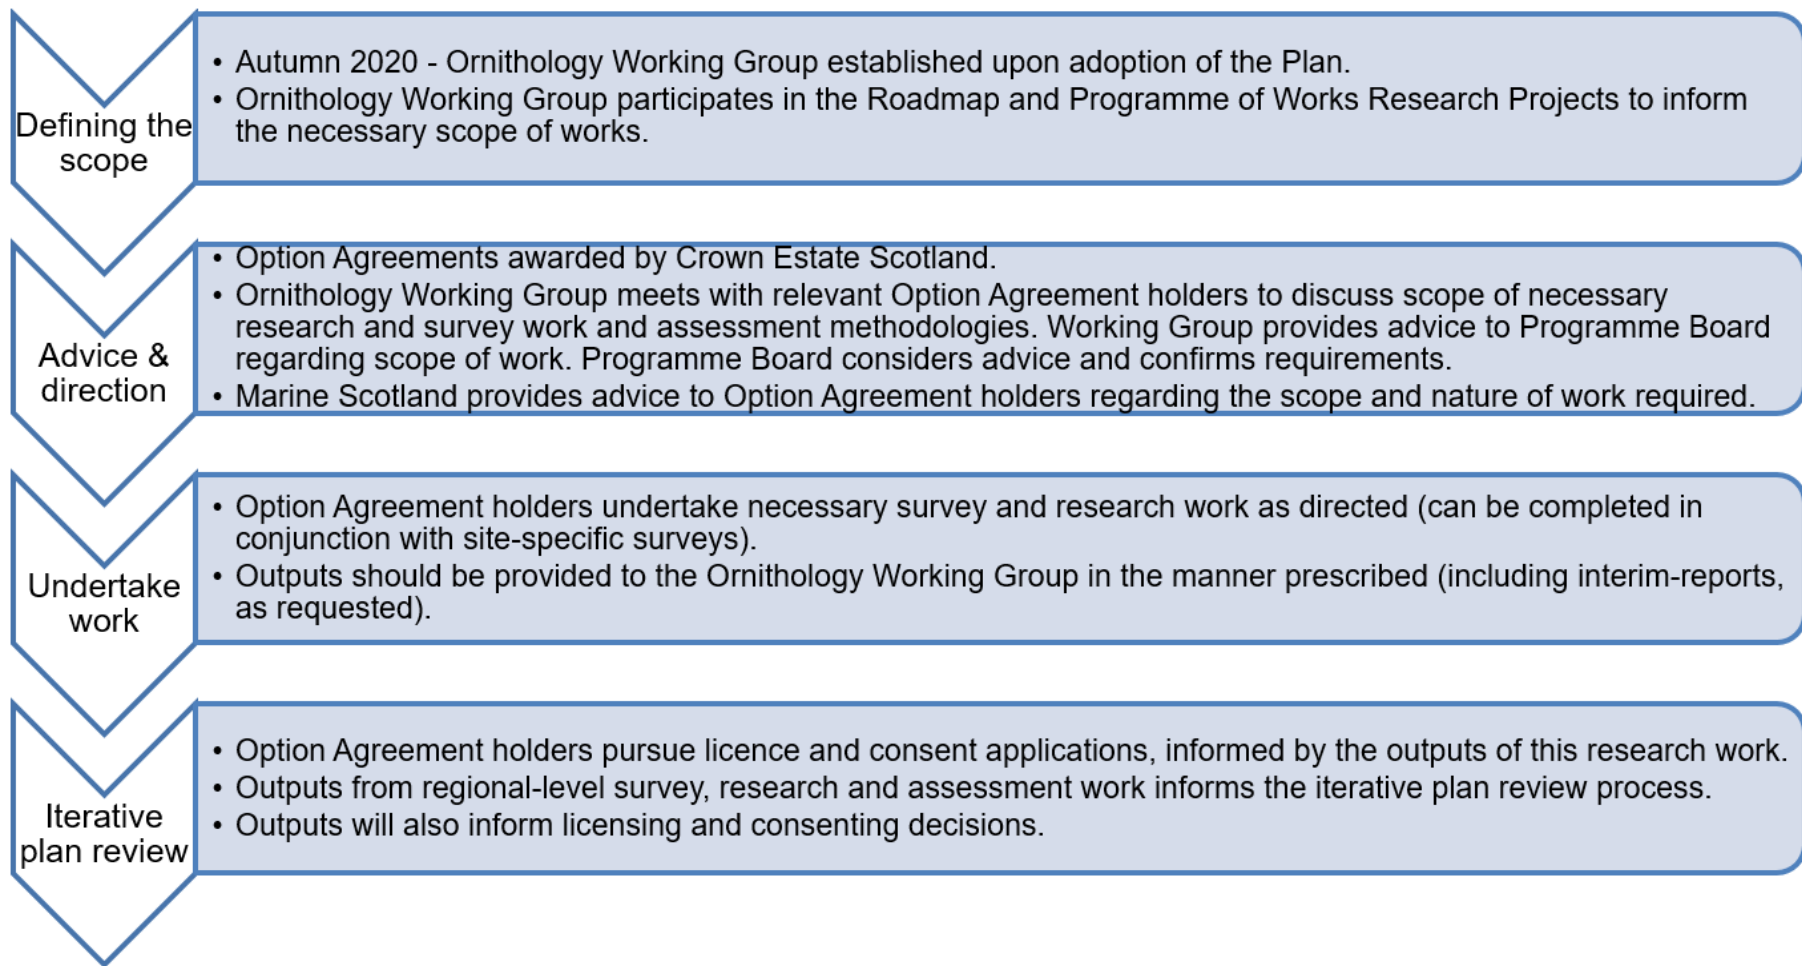 Defining the
scope
• Autumn 2020 - Ornithology Working Group established upon adoption of the Plan.
• Ornithology Working Group participates in the Roadmap and Programme of Works Research Projects to inform
the necessary scope of works.
Advice &
direction
• Option Agreements awarded by Crown Estate Scotland.
• Ornithology Working Group meets with relevant Option Agreement holders to discuss scope of necessary
research and survey work and assessment methodologies. Working Group provides advice to Programme Board
regarding scope of work. Programme Board considers advice and confirms requirements.
• Marine Scotland provides advice to Option Agreement holders regarding the scope and nature of work required.
Undertake
work
• Option Agreement holders undertake necessary survey and research work as directed (can be completed in
conjunction with site-specific surveys).
• Outputs should be provided to the Ornithology Working Group in the manner prescribed (including interim-reports,
as requested).
Iterative
plan review
• Option Agreement holders pursue licence and consent applications, informed by the outputs of this research work.
• Outputs from regional-level survey, research and assessment work informs the iterative plan review process.
• Outputs will also inform licensing and consenting decisions.